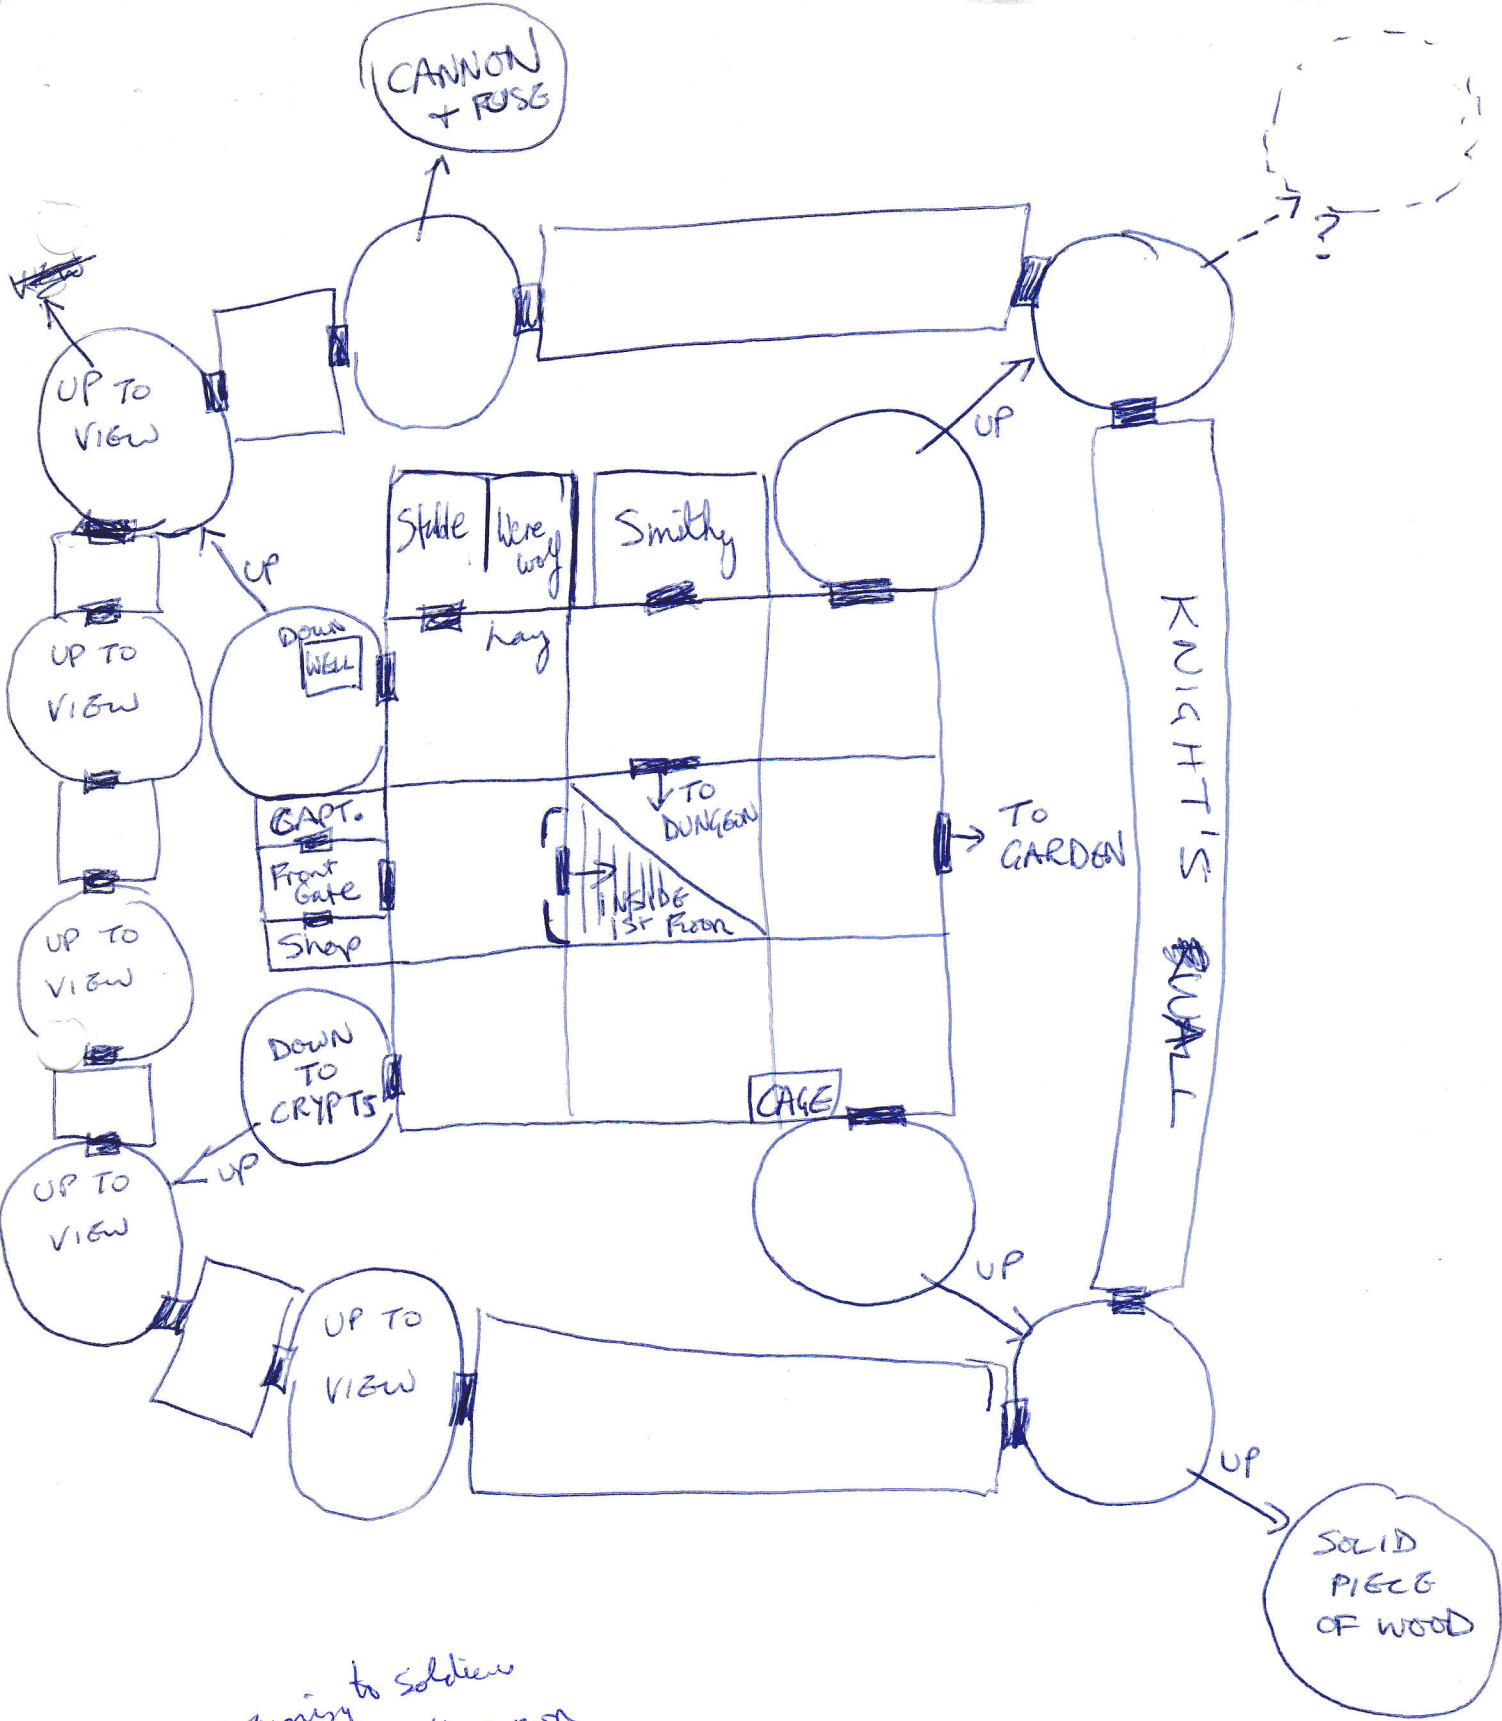 CANNON
+ FUSE
?
UP TO
VIEW
UP
UP
Stable
Were
wolf
Smithy
hay
DOWN
WELL
UP TO
VIEW
CAPT.
Front
Gate
Shop
TO
DUNGEON
INSIDE
1ST FLOOR
TO
GARDEN
KNIGHT'S
WALL
UP TO
VIEW
DOWN
TO
CRYPTS
CAGE
UP
UP TO
VIEW
UP TO
VIEW
UP
UP
SOLID
PIECE
OF WOOD
to soldiers